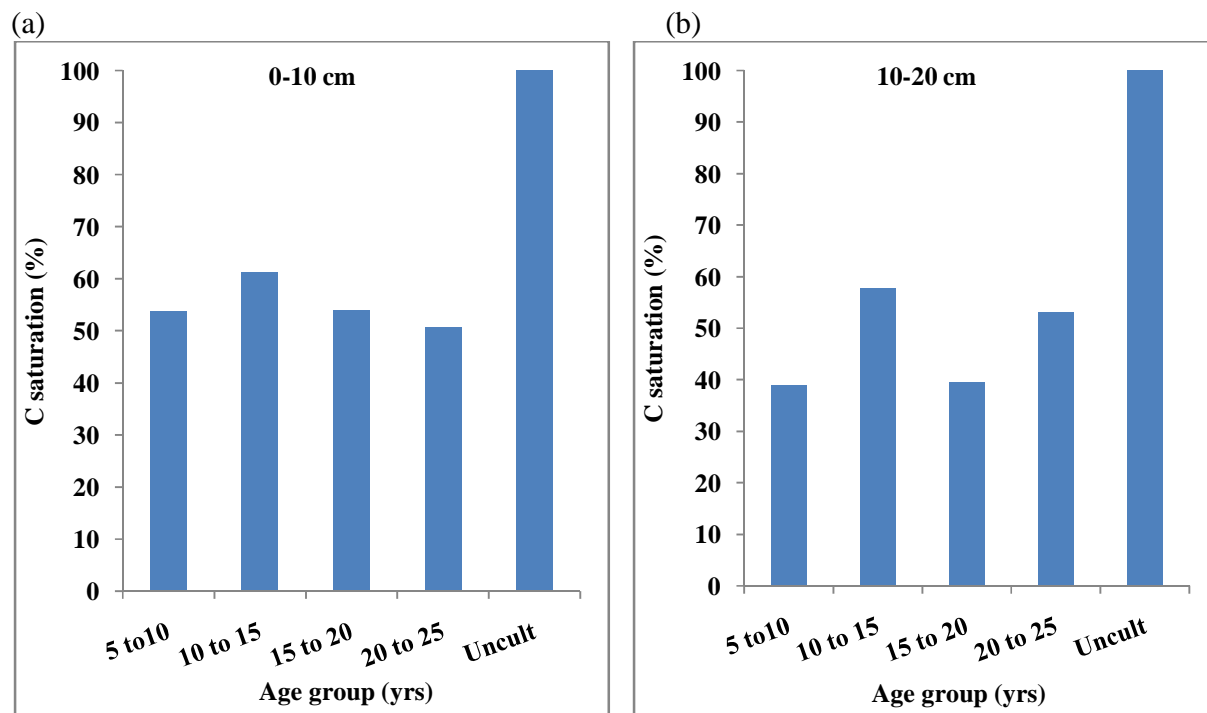 (a)
0-10 cm
C saturation (%)
100
90
80
70
60
50
40
30
20
10
0
5 to10
10 to 15
15 to 20
20 to 25
Uncult
Age group (yrs)
(b)
10-20 cm
C saturation (%)
100
90
80
70
60
50
40
30
20
10
0
5 to10
10 to 15
15 to 20
20 to 25
Uncult
Age group (yrs)